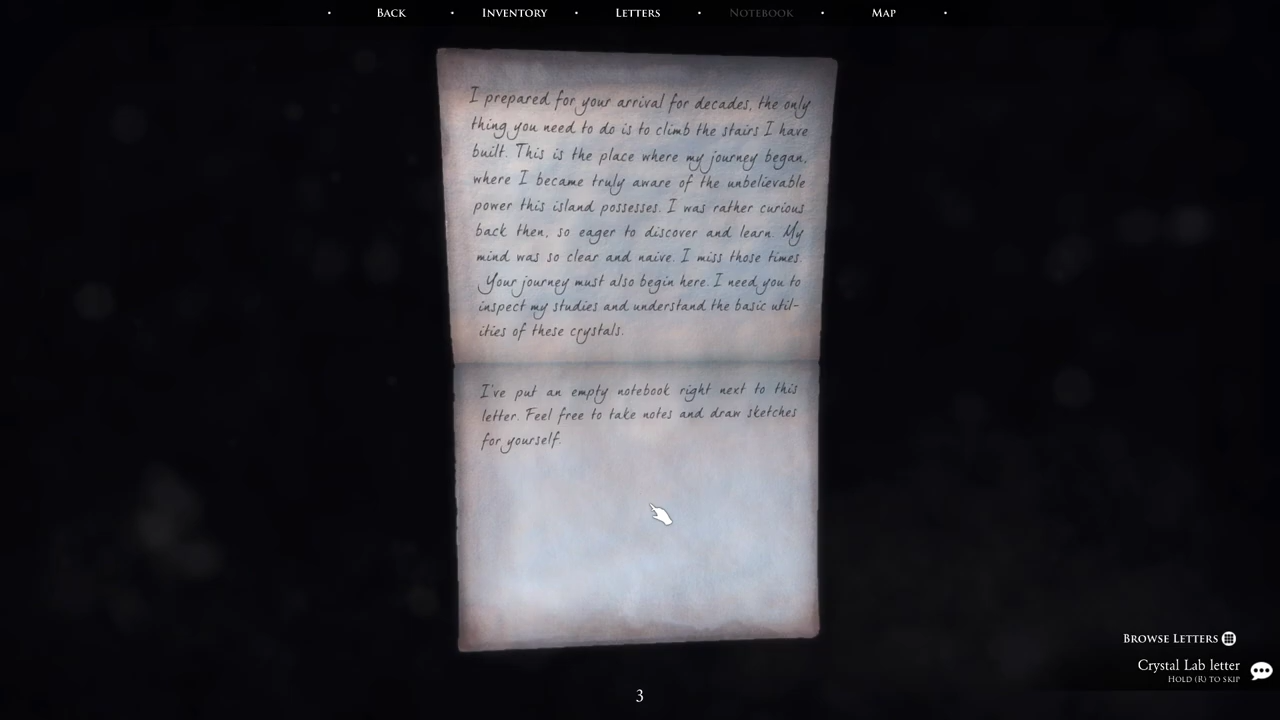 BACK
INVENTORY
LETTERS
NOTEBOOK
MAP
I prepared for your arrival for decades, the only
thing you need to do is to climb the stairs I have
built. This is the place where my journey began,
where I became truly aware of the unbelievable
power this island possesses. I was rather curious
back then, so eager to discover and learn. My
mind was so clear and naive. I miss those times.
Your journey must also begin here. I need you to
inspect my studies and understand the basic util-
ities of these crystals.
I've put an empty notebook right next to this
letter. Feel free to take notes and draw sketches
for yourself.
BROWSE LETTERS
Crystal Lab letter
HOLD (R) TO SKIP
3